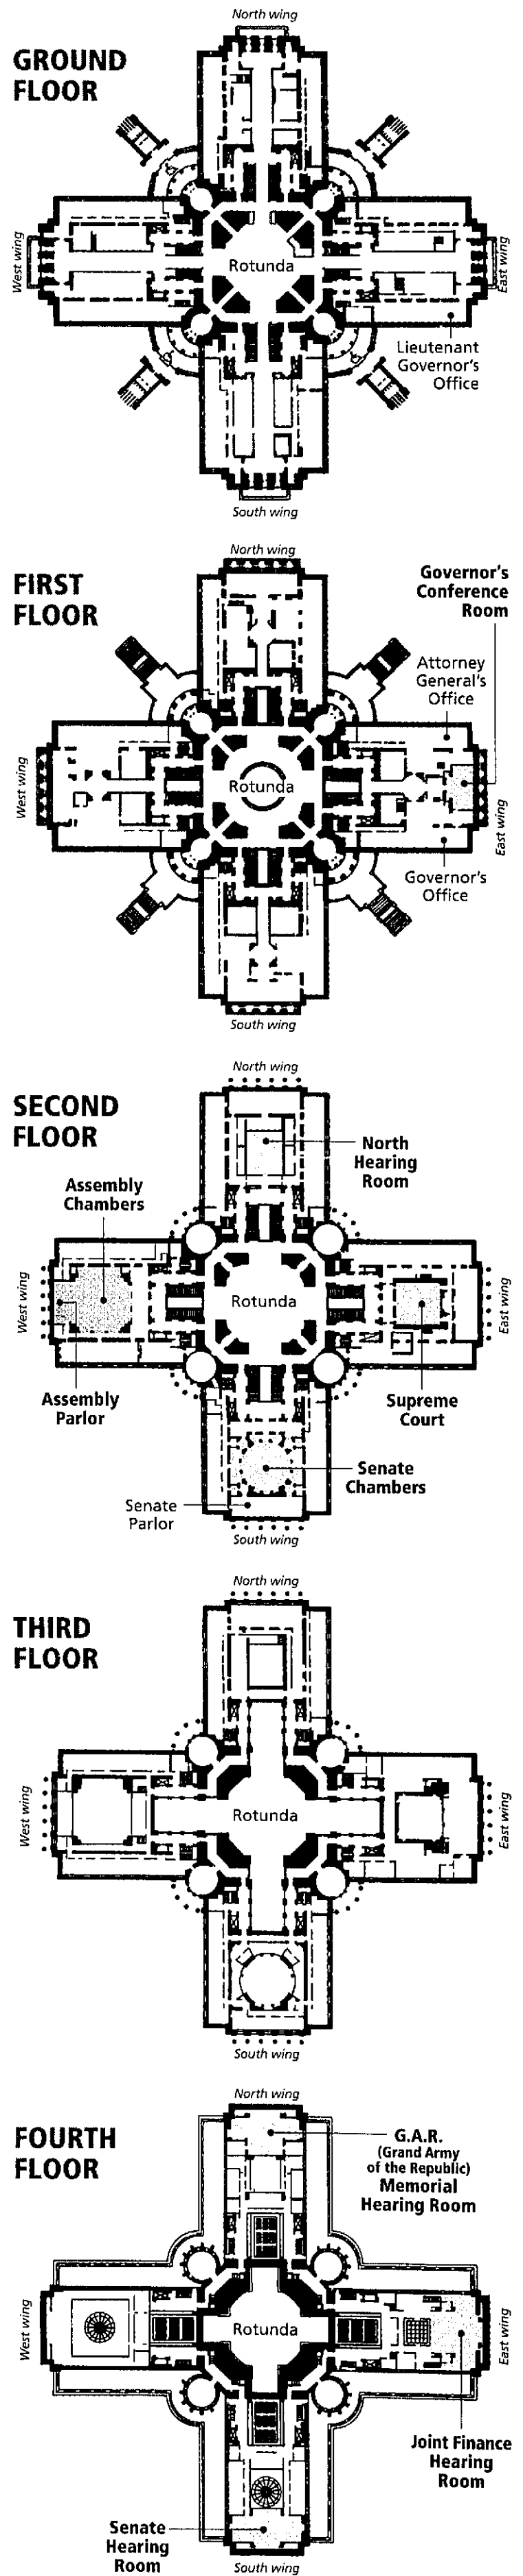 North wing
GROUND
FLOOR
West wing
Rotunda
East wing
Lieutenant
Governor's
Office
South wing
North wing
FIRST
FLOOR
Governor's
Conference
Room
Attorney
General's
Office
West wing
Rotunda
East wing
Governor's
Office
South wing
North wing
SECOND
FLOOR
North
Hearing
Room
Assembly
Chambers
West wing
Rotunda
East wing
Assembly
Parlor
Supreme
Court
Senate
Chambers
Senate
Parlor
South wing
North wing
THIRD
FLOOR
West wing
Rotunda
East wing
South wing
North wing
FOURTH
FLOOR
G.A.R.
(Grand Army
of the Republic)
Memorial
Hearing Room
West wing
Rotunda
East wing
Joint Finance
Hearing
Room
Senate
Hearing
Room
South wing